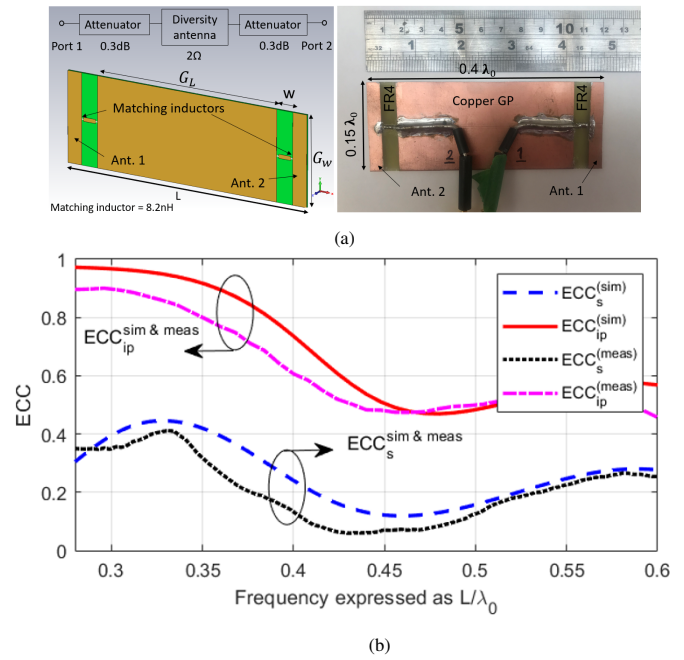 Attenuator
Diversity
antenna
Attenuator
Port 1
0.3dB
2Ω
0.3dB
Port 2
G_L
w
Matching inductors
Ant. 1
Ant. 2
G_w
L
Matching inductor = 8.2nH
0.4 λ₀
0.15 λ₀
FR4
Copper GP
FR4
2
1
Ant. 2
Ant. 1
(a)
ECC_s^(sim)
ECC_ip^(sim)
ECC_s^(meas)
ECC_ip^(meas)
ECC_ip^sim & meas
ECC_s^sim & meas
1
0.8
0.6
0.4
0.2
0
ECC
0.3 0.35 0.4 0.45 0.5 0.55 0.6
Frequency expressed as L/λ₀
(b)